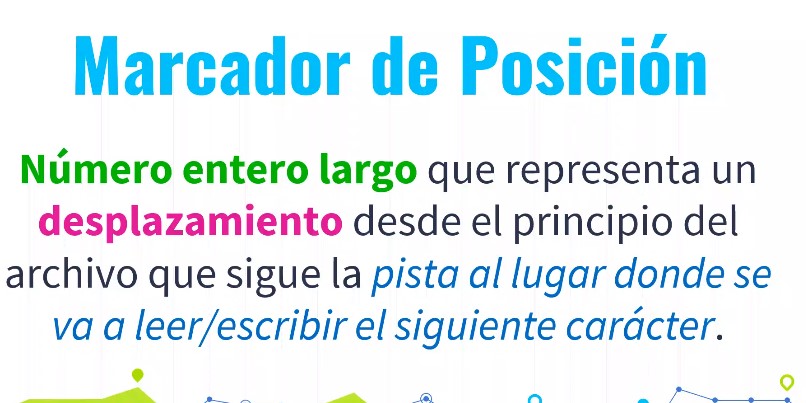 Marcador de Posición
Número entero largo que representa un
desplazamiento desde el principio del
archivo que sigue la pista al lugar donde se
va a leer/escribir el siguiente carácter.